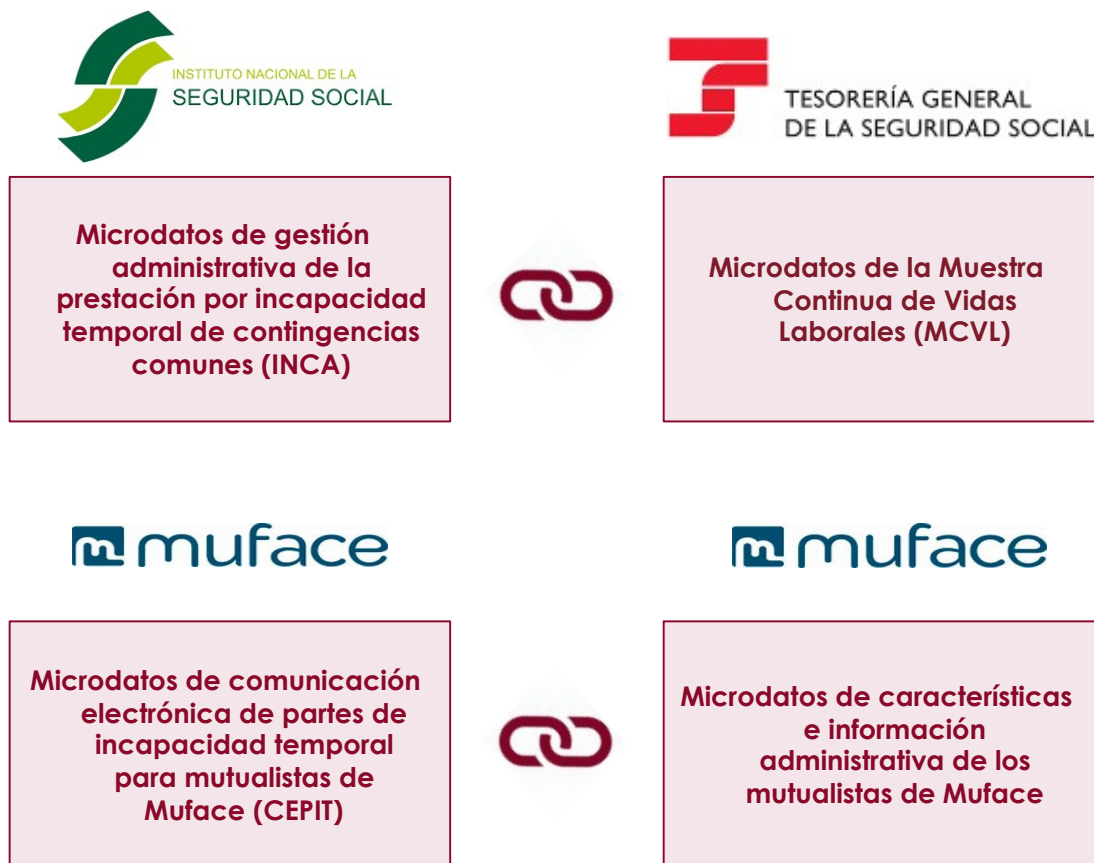 INSTITUTO NACIONAL DE LA
SEGURIDAD SOCIAL
TESORERÍA GENERAL
DE LA SEGURIDAD SOCIAL
Microdatos de gestión
administrativa de la
prestación por incapacidad
temporal de contingencias
comunes (INCA)
Microdatos de la Muestra
Continua de Vidas
Laborales (MCVL)
muface
muface
Microdatos de comunicación
electrónica de partes de
incapacidad temporal
para mutualistas de
Muface (CEPIT)
Microdatos de características
e información
administrativa de los
mutualistas de Muface